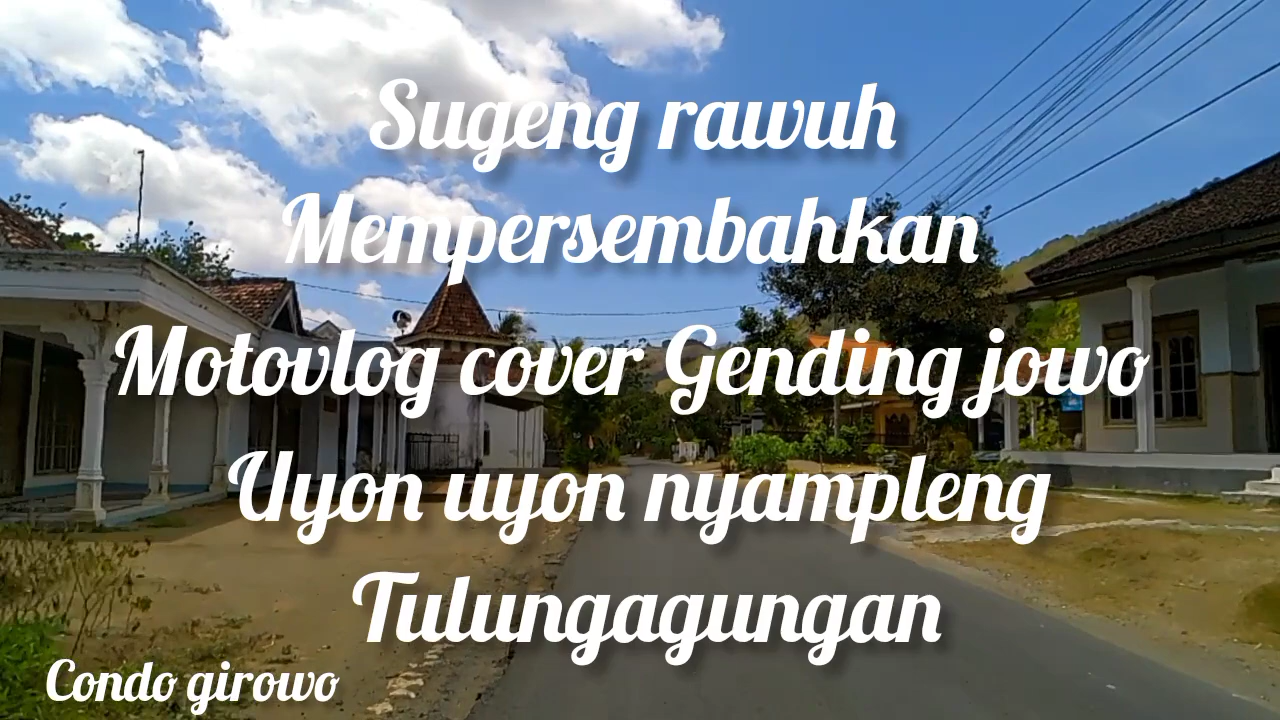 Sugeng rawuh
Mempersembahkan
Motovlog cover Gending jowo
Uyon uyon nyampleng
Tulungagungan
Condo girowo